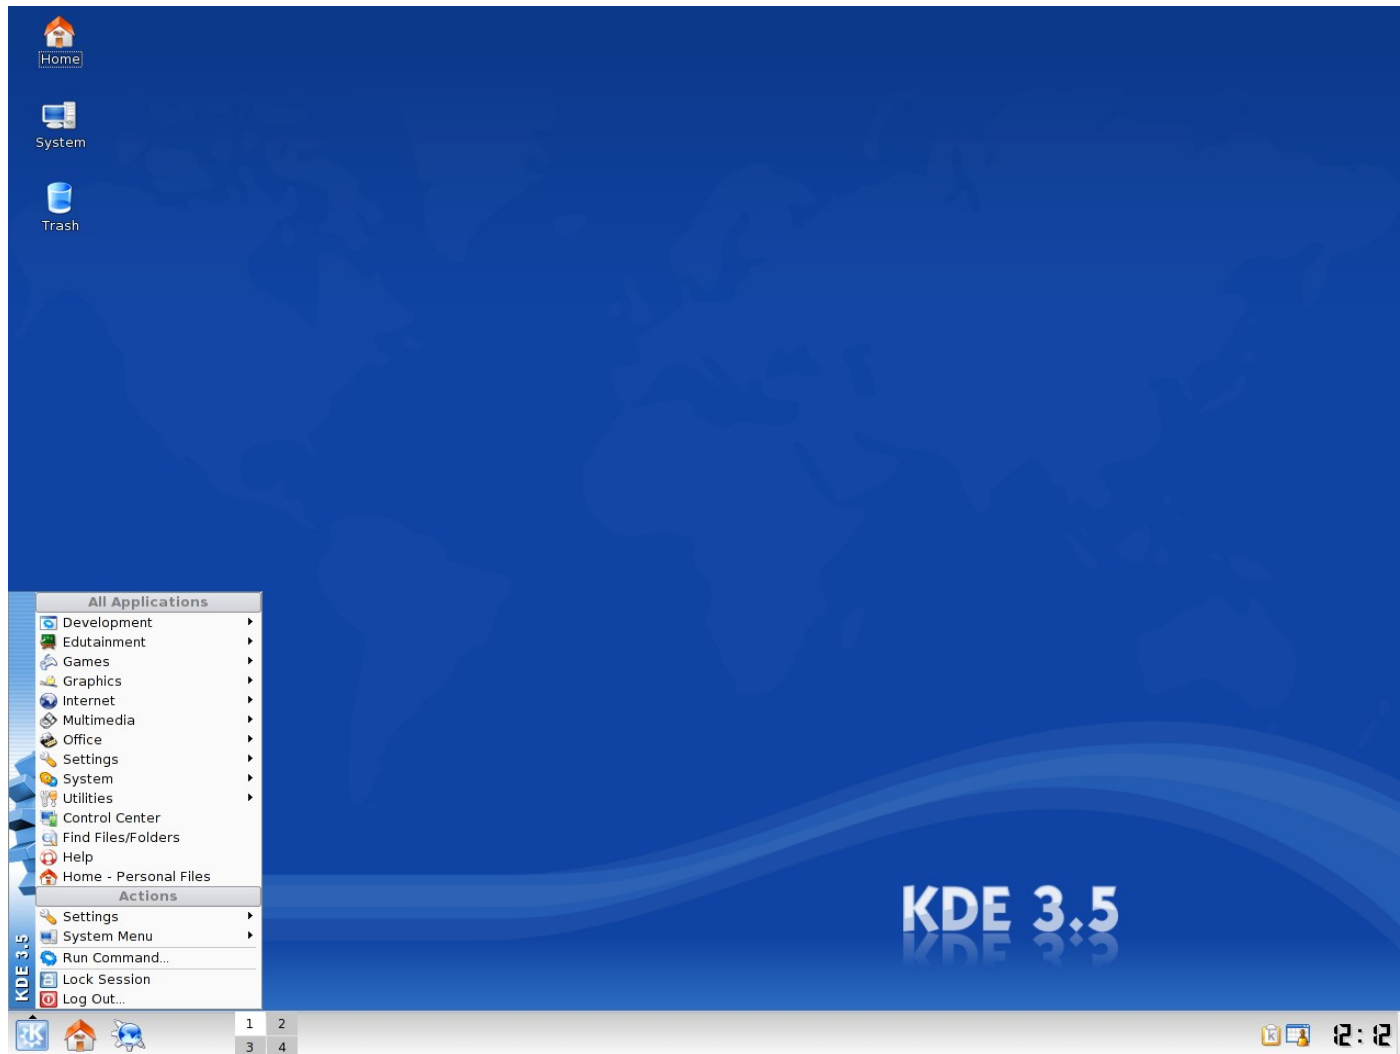 Home
System
Trash
All Applications
Development
Edutainment
Games
Graphics
Internet
Multimedia
Office
Settings
System
Utilities
Control Center
Find Files/Folders
Help
Home - Personal Files
Actions
Settings
System Menu
Run Command...
Lock Session
Log Out...
KDE 3.5
KDE 3.5
1 2
3 4
12:12